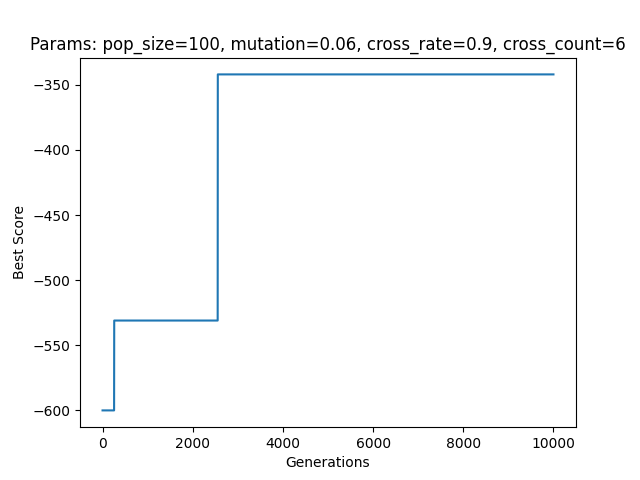 Params: pop_size=100, mutation=0.06, cross_rate=0.9, cross_count=6
Best Score
−350
−400
−450
−500
−550
−600
0 2000 4000 6000 8000 10000
Generations